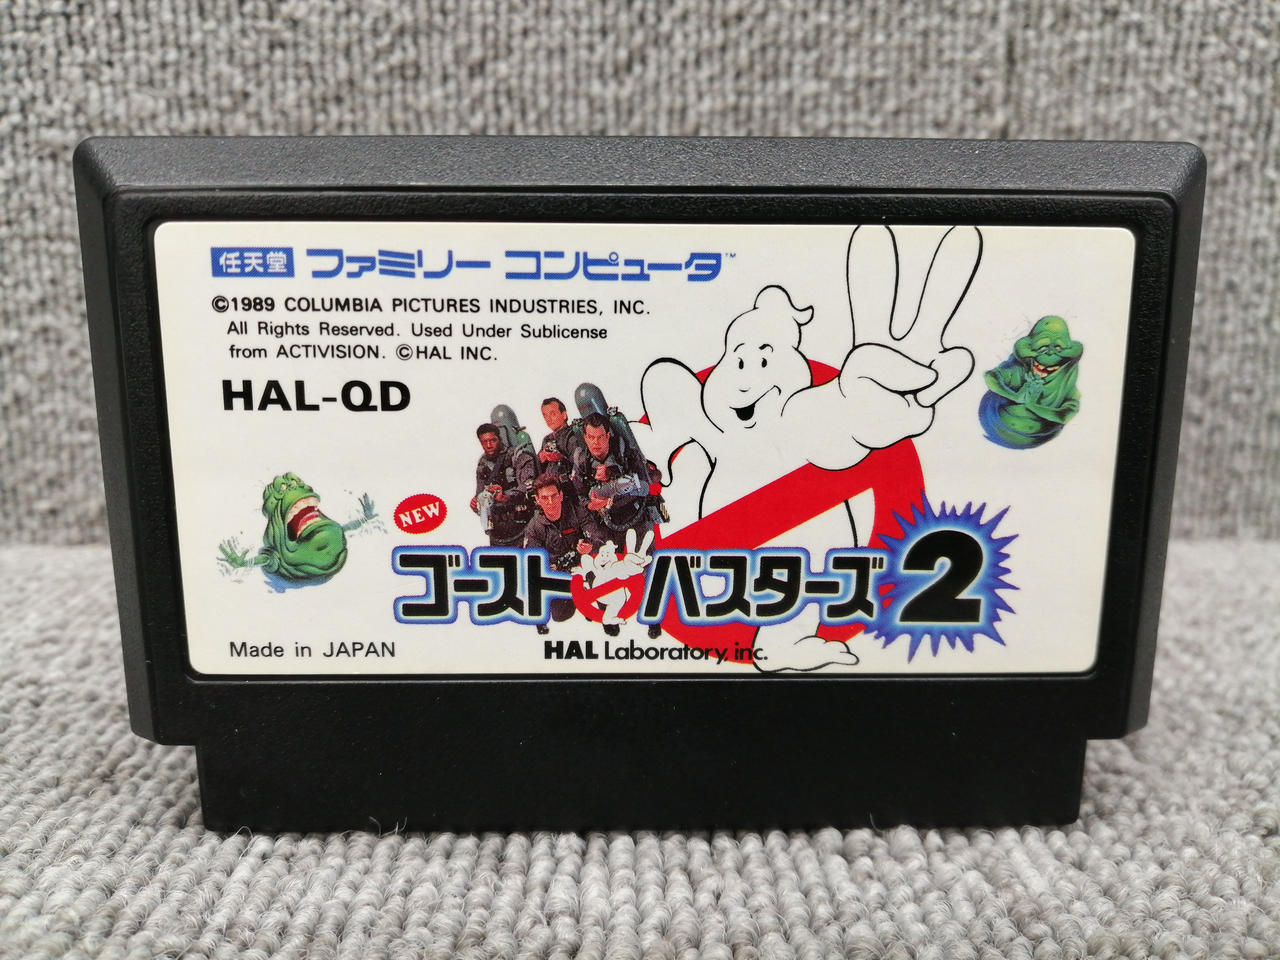 任天堂 ファミリー コンピュータ™
©1989 COLUMBIA PICTURES INDUSTRIES, INC.
All Rights Reserved. Used Under Sublicense
from ACTIVISION. ©HAL INC.
HAL-QD
NEW
ゴーストバスターズ2
Made in JAPAN
HAL Laboratory, inc.